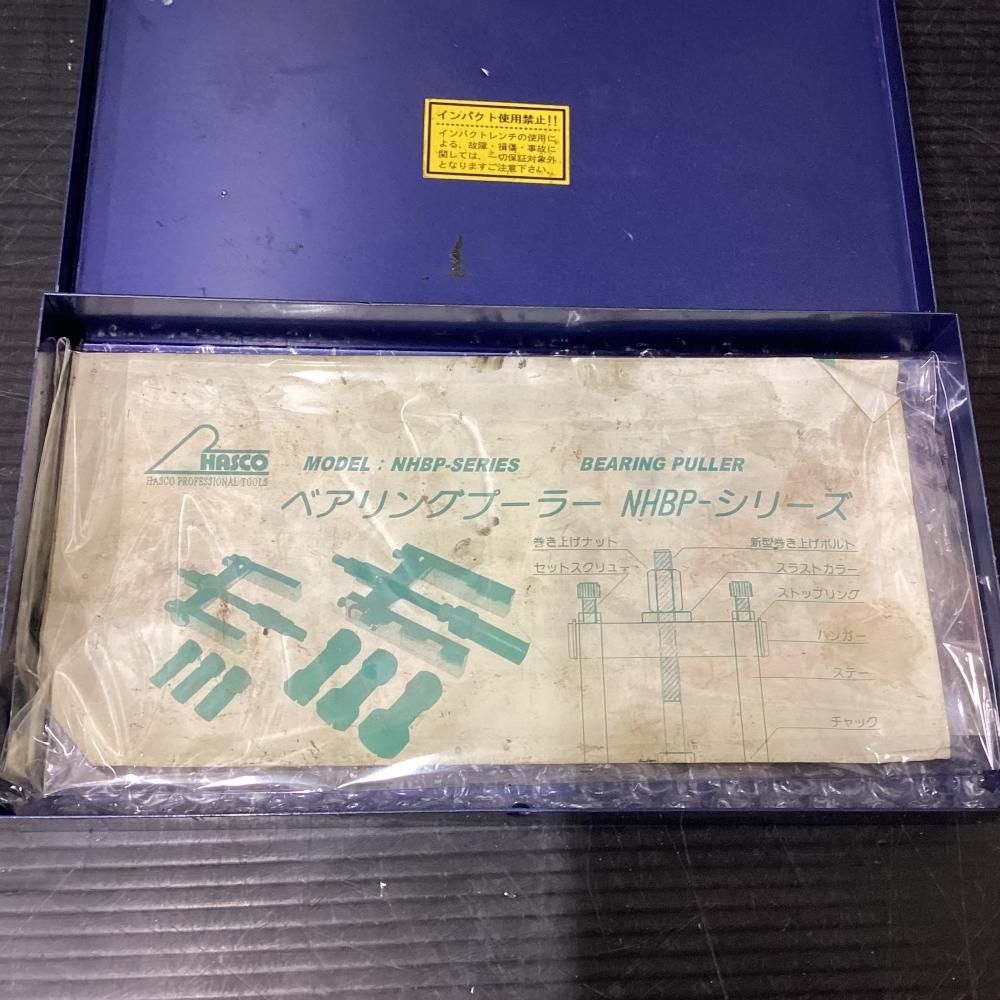 インパクト使用禁止!!
インパクトレンチの使用に
よる、故障・損傷・事故に
関しては、一切保証対象外
となりますご注意下さい。
HASCO
HASCO PROFESSIONAL TOOLS
MODEL : NHBP-SERIES BEARING PULLER
ベアリングプーラー NHBP-シリーズ
巻き上げナット
新型巻き上げボルト
セットスクリュー
スラストカラー
ストップリング
ハンガー
ステー
チャック